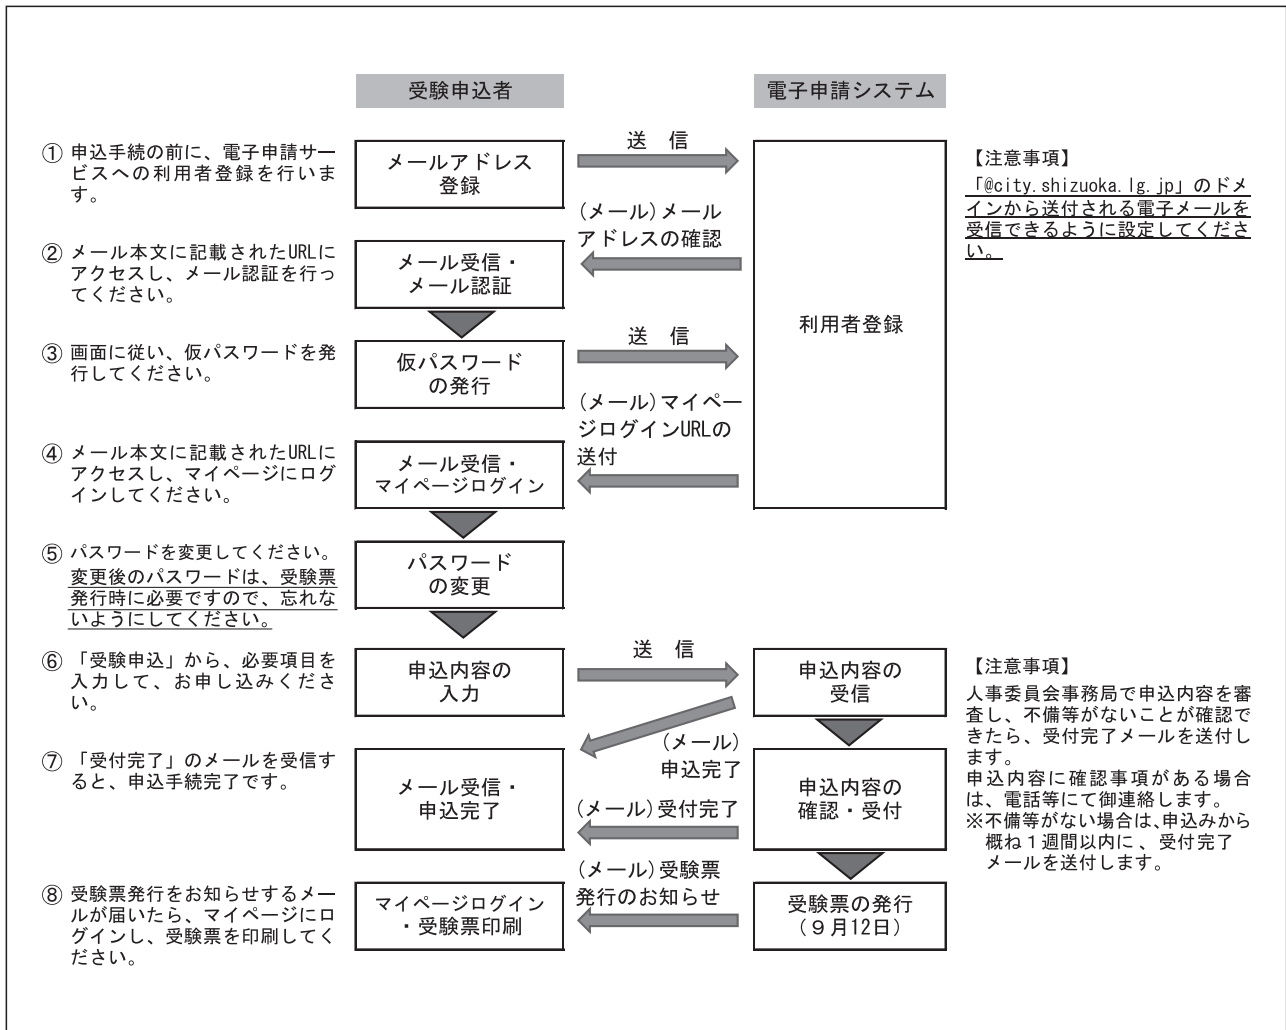 受験申込者
電子申請システム
① 申込手続の前に、電子申請サー
ビスへの利用者登録を行いま
す。
メールアドレス
登録
送　信
利用者登録
【注意事項】
「@city.shizuoka.lg.jp」のドメ
インから送付される電子メールを
受信できるように設定してくださ
い。
(メール)メール
アドレスの確認
② メール本文に記載されたURLに
アクセスし、メール認証を行っ
てください。
メール受信・
メール認証
③ 画面に従い、仮パスワードを発
行してください。
仮パスワード
の発行
送　信
(メール)マイペー
ジログインURLの
送付
④ メール本文に記載されたURLに
アクセスし、マイページにログ
インしてください。
メール受信・
マイページログイン
⑤ パスワードを変更してください。
変更後のパスワードは、受験票
発行時に必要ですので、忘れな
いようにしてください。
パスワード
の変更
⑥ 「受験申込」から、必要項目を
入力して、お申し込みくださ
い。
申込内容の
入力
送　信
申込内容の
受信
【注意事項】
人事委員会事務局で申込内容を審
査し、不備等がないことが確認で
きたら、受付完了メールを送付し
ます。
申込内容に確認事項がある場合
は、電話等にて御連絡します。
※不備等がない場合は、申込みから
概ね１週間以内に、受付完了
メールを送付します。
(メール)
申込完了
⑦ 「受付完了」のメールを受信す
ると、申込手続完了です。
メール受信・
申込完了
(メール)受付完了
申込内容の
確認・受付
(メール)受験票
発行のお知らせ
⑧ 受験票発行をお知らせするメー
ルが届いたら、マイページにロ
グインし、受験票を印刷してく
ださい。
マイページログイン
・受験票印刷
受験票の発行
(９月12日)